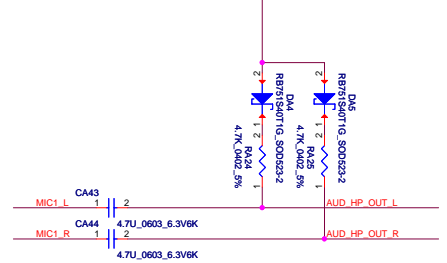 2
2
DA4
RB751S40T1G_SOD523-2
DA5
RB751S40T1G_SOD523-2
1
1
2
2
RA24
4.7K_0402_5%
RA25
4.7K_0402_5%
1
1
CA43
MIC1_L
1
2
AUD_HP_OUT_L
4.7U_0603_6.3V6K
CA44
MIC1_R
1
2
AUD_HP_OUT_R
4.7U_0603_6.3V6K